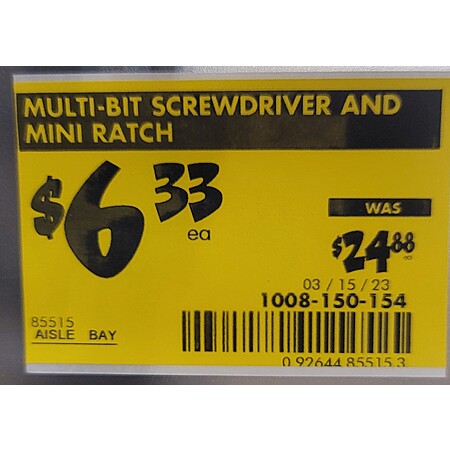 MULTI-BIT SCREWDRIVER AND
MINI RATCH
$6.33
ea
WAS
$24.88
ea
03 / 15 / 23
1008-150-154
85515
AISLE BAY
0 92644 85515 3